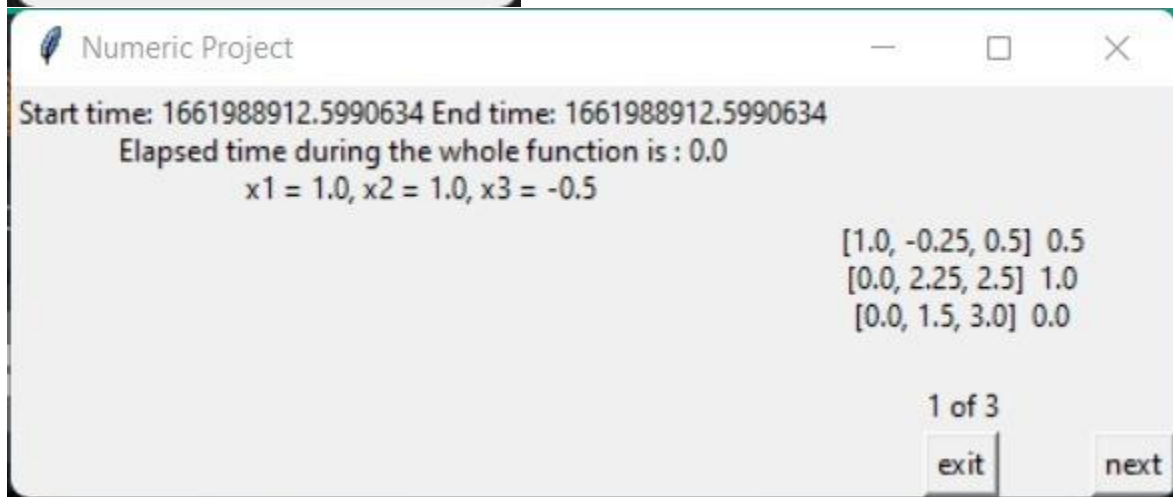 Numeric Project
Start time: 1661988912.5990634 End time: 1661988912.5990634
Elapsed time during the whole function is : 0.0
x1 = 1.0, x2 = 1.0, x3 = -0.5
[1.0, -0.25, 0.5] 0.5
[0.0, 2.25, 2.5] 1.0
[0.0, 1.5, 3.0] 0.0
1 of 3
exit
next